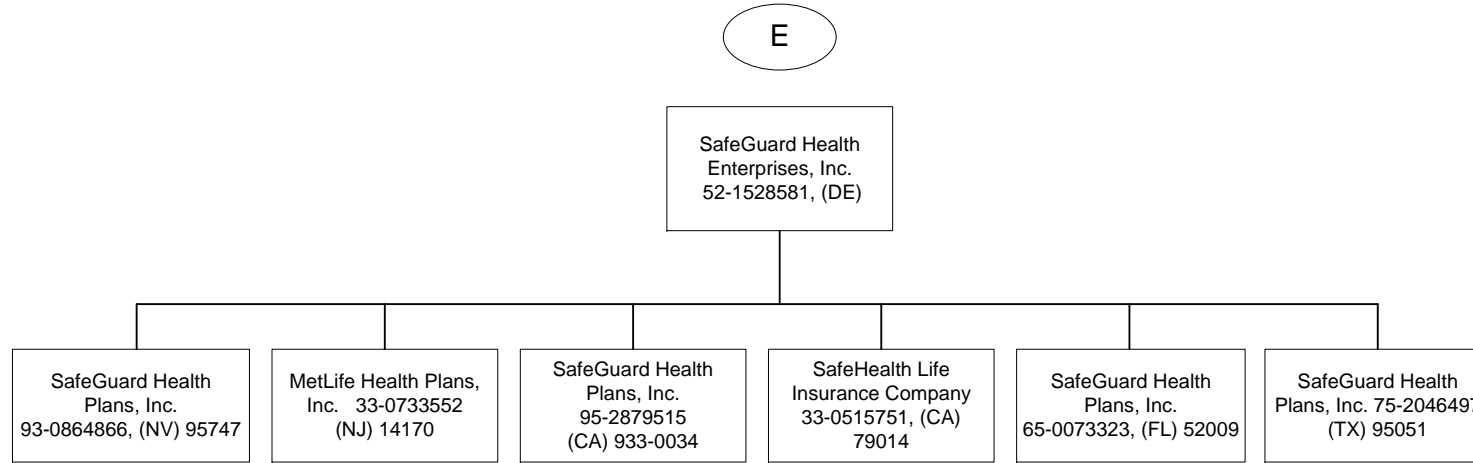 E
SafeGuard Health
Enterprises, Inc.
52-1528581, (DE)
SafeGuard Health
Plans, Inc.
93-0864866, (NV) 95747
MetLife Health Plans,
Inc. 33-0733552
(NJ) 14170
SafeGuard Health
Plans, Inc.
95-2879515
(CA) 933-0034
SafeHealth Life
Insurance Company
33-0515751, (CA)
79014
SafeGuard Health
Plans, Inc.
65-0073323, (FL) 52009
SafeGuard Health
Plans, Inc. 75-2046497
(TX) 95051